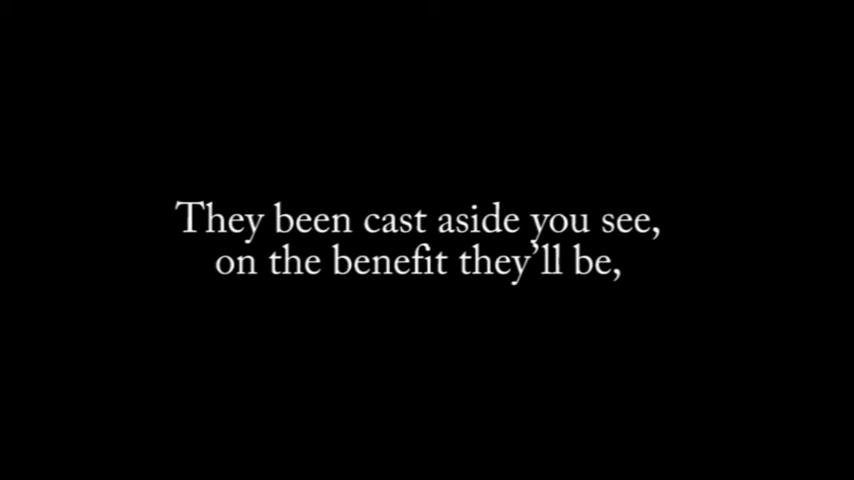 They been cast aside you see,
on the benefit they’ll be,